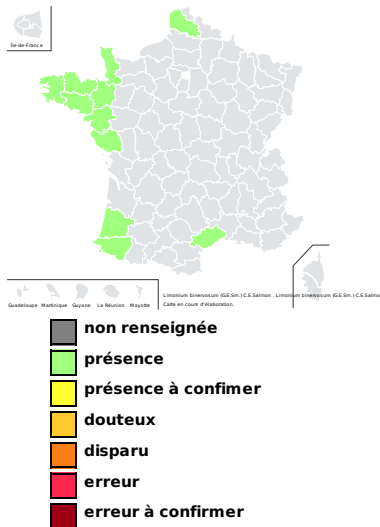 Île-de-France
Guadeloupe Martinique Guyane La Réunion Mayotte
Limonium binervosum (G.E.Sm.) C.E.Salmon , Limonium binervosum (G.E.Sm.) C.E.Salmo
Carte en cours d'élaboration.
non renseignée
présence
présence à confimer
douteux
disparu
erreur
erreur à confirmer